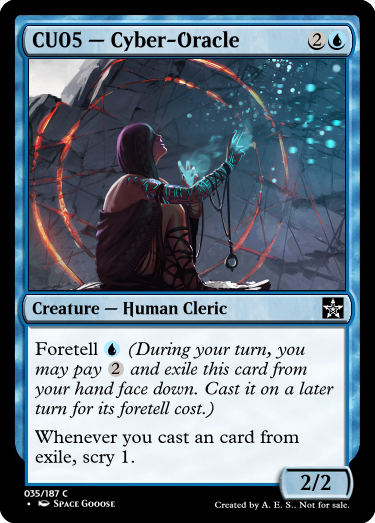 CU05 — Cyber-Oracle 2
Creature — Human Cleric
Foretell (During your turn, you
may pay 2 and exile this card from
your hand face down. Cast it on a later
turn for its foretell cost.)
Whenever you cast an card from
exile, scry 1.
2/2
035/187 C
• Space Gooose
Created by A. E. S.. Not for sale.